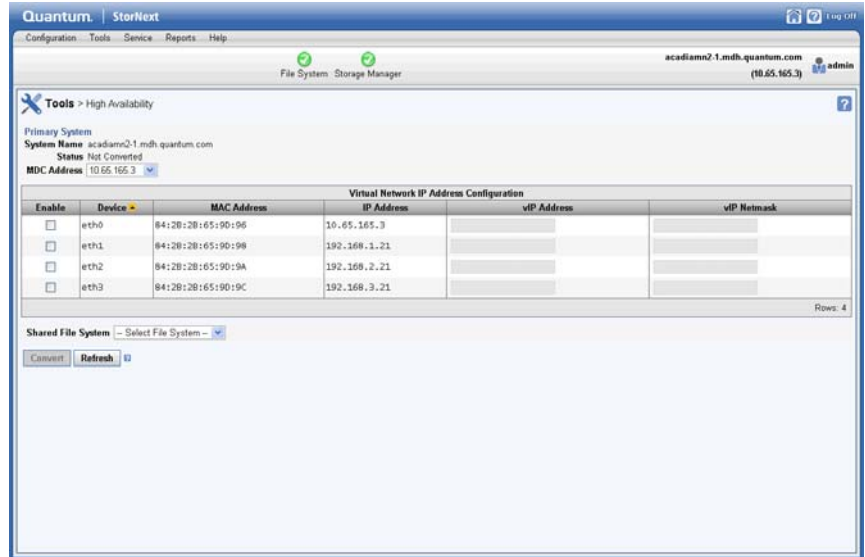 Quantum. | StorNext
Log Off
Configuration Tools Service Reports Help
File System Storage Manager
acadiamn2-1.mdh.quantum.com
(10.65.165.3)
admin
Tools > High Availability
Primary System
System Name acadiamn2-1.mdh.quantum.com
Status Not Converted
MDC Address 10.65.165.3
Virtual Network IP Address Configuration
Enable Device MAC Address IP Address vIP Address vIP Netmask
eth0 84:2B:2B:65:9D:96 10.65.165.3
eth1 84:2B:2B:65:9D:98 192.168.1.21
eth2 84:2B:2B:65:9D:9A 192.168.2.21
eth3 84:2B:2B:65:9D:9C 192.168.3.21
Rows: 4
Shared File System – Select File System –
Convert Refresh